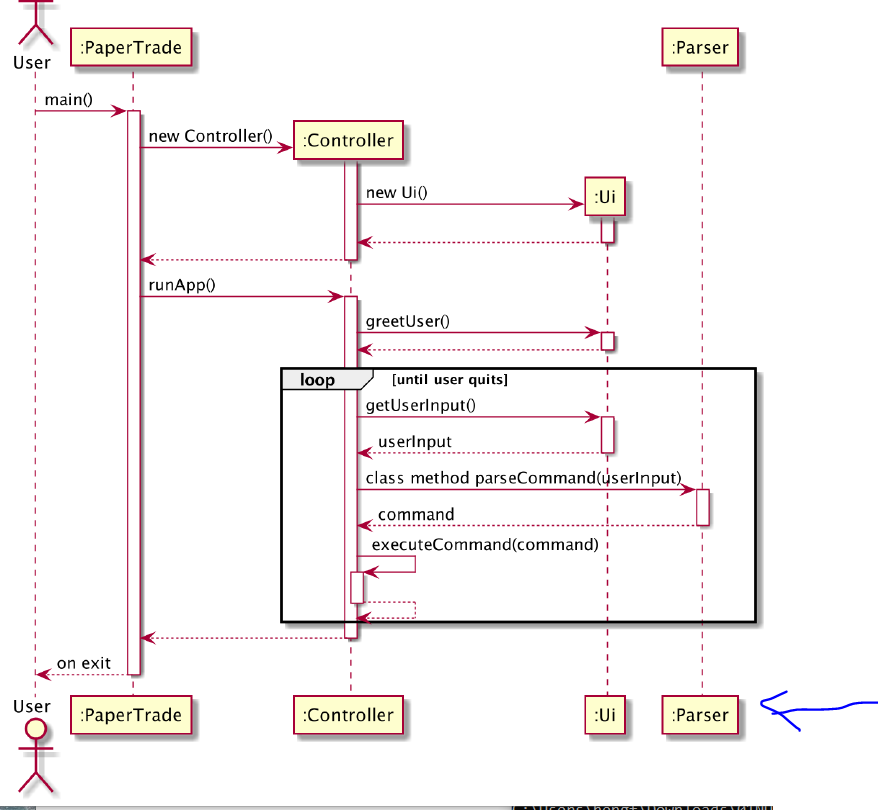 User
:PaperTrade
:Parser
main()
new Controller()
:Controller
new Ui()
:Ui
runApp()
greetUser()
loop
[until user quits]
getUserInput()
userInput
class method parseCommand(userInput)
command
executeCommand(command)
on exit
User
:PaperTrade
:Controller
:Ui
:Parser